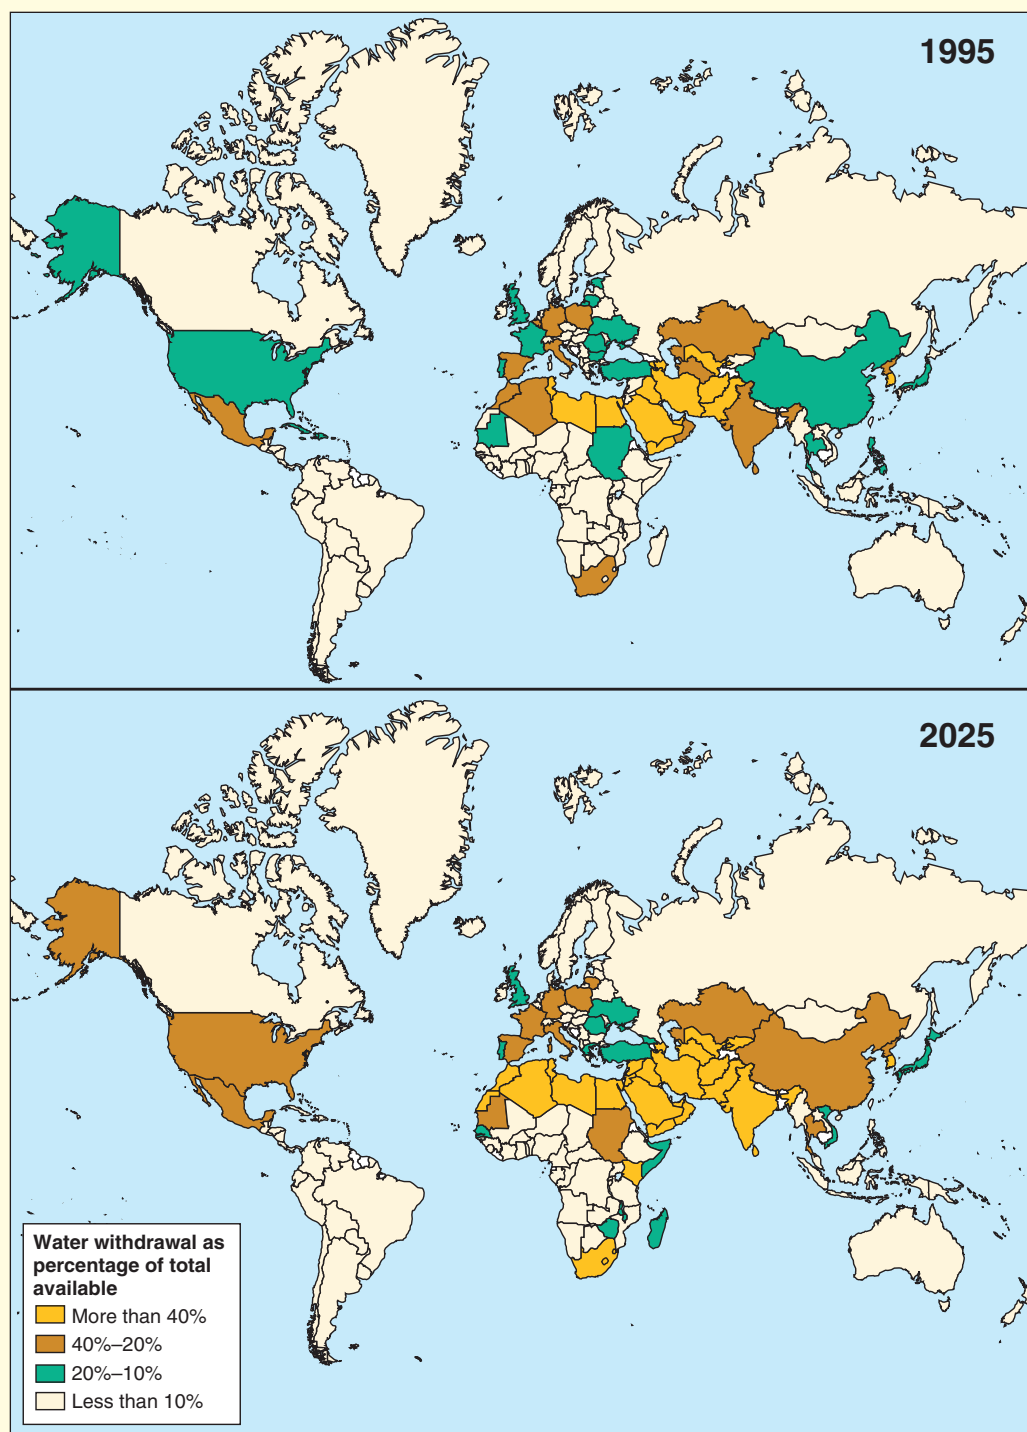 1995
2025
Water withdrawal as
percentage of total
available
More than 40%
40%–20%
20%–10%
Less than 10%